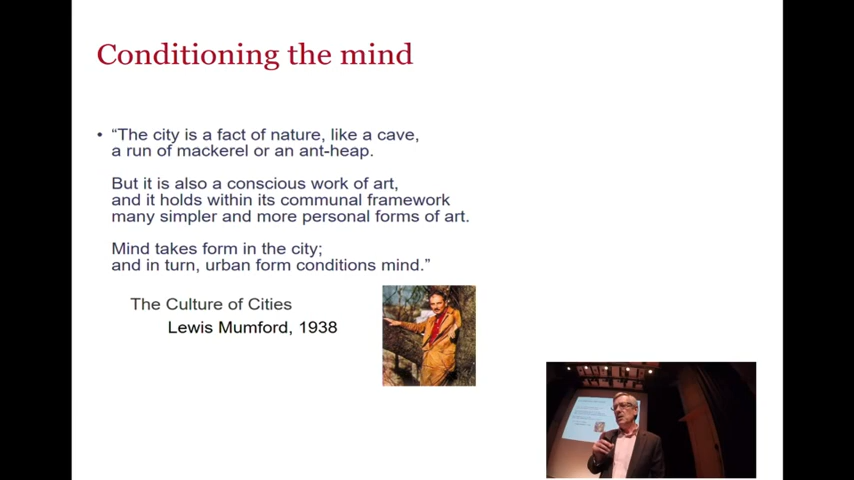 Conditioning the mind
• “The city is a fact of nature, like a cave,
a run of mackerel or an ant-heap.
But it is also a conscious work of art,
and it holds within its communal framework
many simpler and more personal forms of art.
Mind takes form in the city;
and in turn, urban form conditions mind.”
The Culture of Cities
Lewis Mumford, 1938